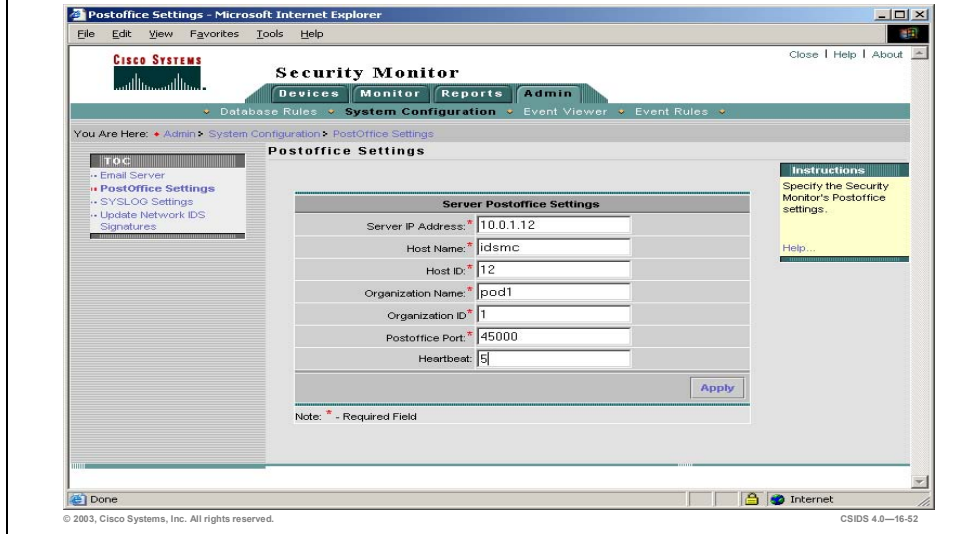 Postoffice Settings - Microsoft Internet Explorer
File Edit View Favorites Tools Help
Close | Help | About
CISCO SYSTEMS
Security Monitor
Devices Monitor Reports Admin
Database Rules System Configuration Event Viewer Event Rules
You Are Here: Admin > System Configuration > PostOffice Settings
Postoffice Settings
TOC
Email Server
PostOffice Settings
SYSLOG Settings
Update Network IDS
Signatures
Server Postoffice Settings
Server IP Address:* 10.0.1.12
Host Name:* idsmc
Host ID:* 12
Organization Name:* pod1
Organization ID* 1
Postoffice Port:* 45000
Heartbeat: 5
Apply
Note: * - Required Field
Instructions
Specify the Security
Monitor's Postoffice
settings.
Help...
Done
Internet
© 2003, Cisco Systems, Inc. All rights reserved.
CSIDS 4.0—16-52